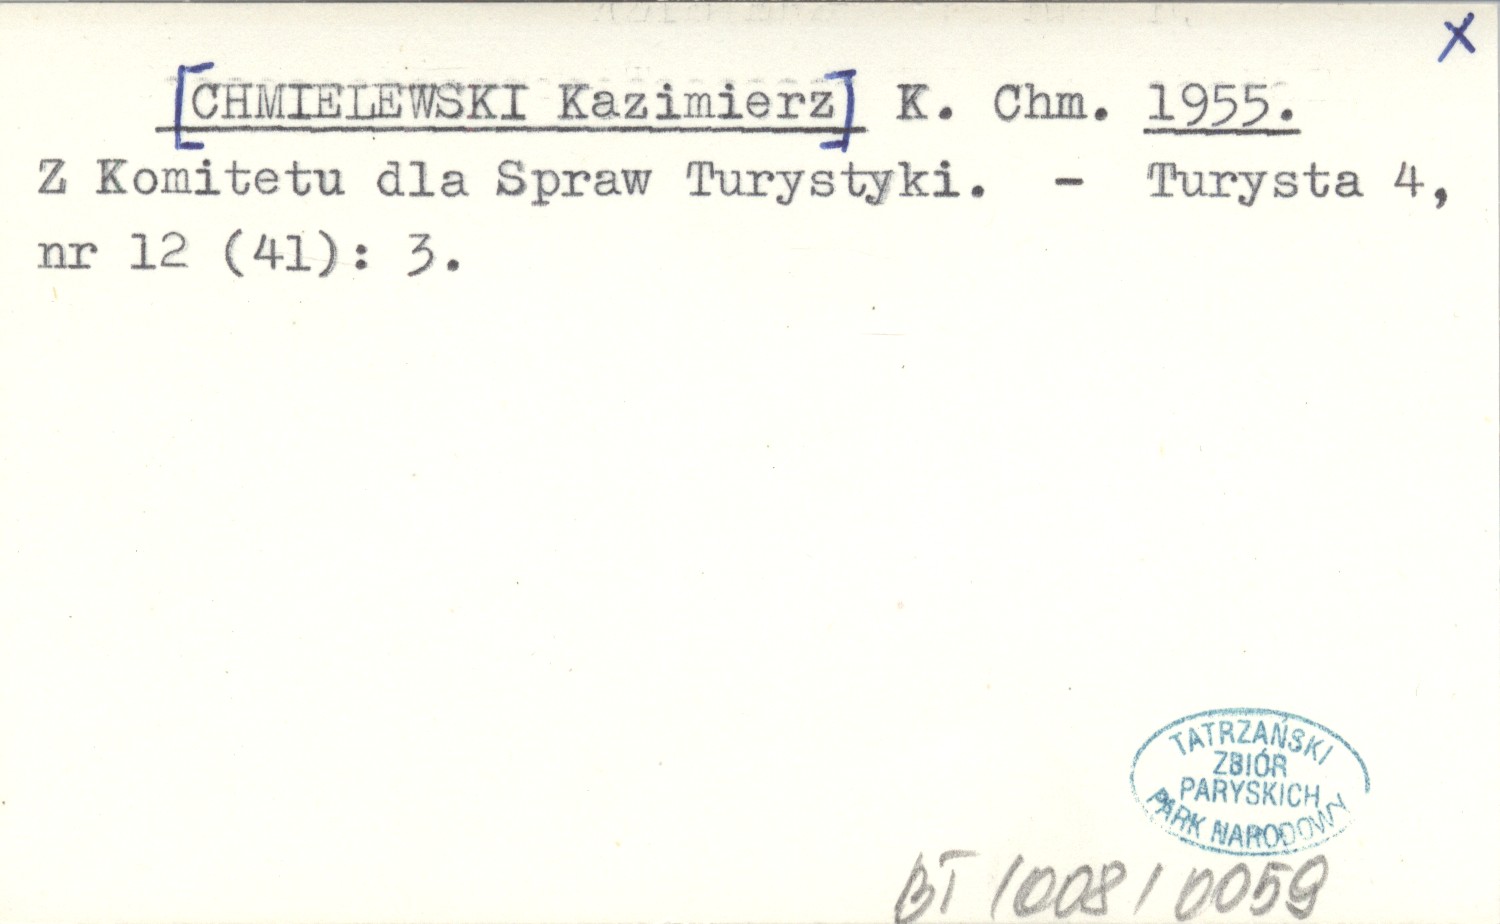 x
[CHMIELEWSKI Kazimierz] K. Chm. 1955.
Z Komitetu dla Spraw Turystyki. - Turysta 4,
nr 12 (41): 3.
TATRZAŃSKI
ZBIÓR
PARYSKICH
PARK NARODOWY
BT / 008 / 0059